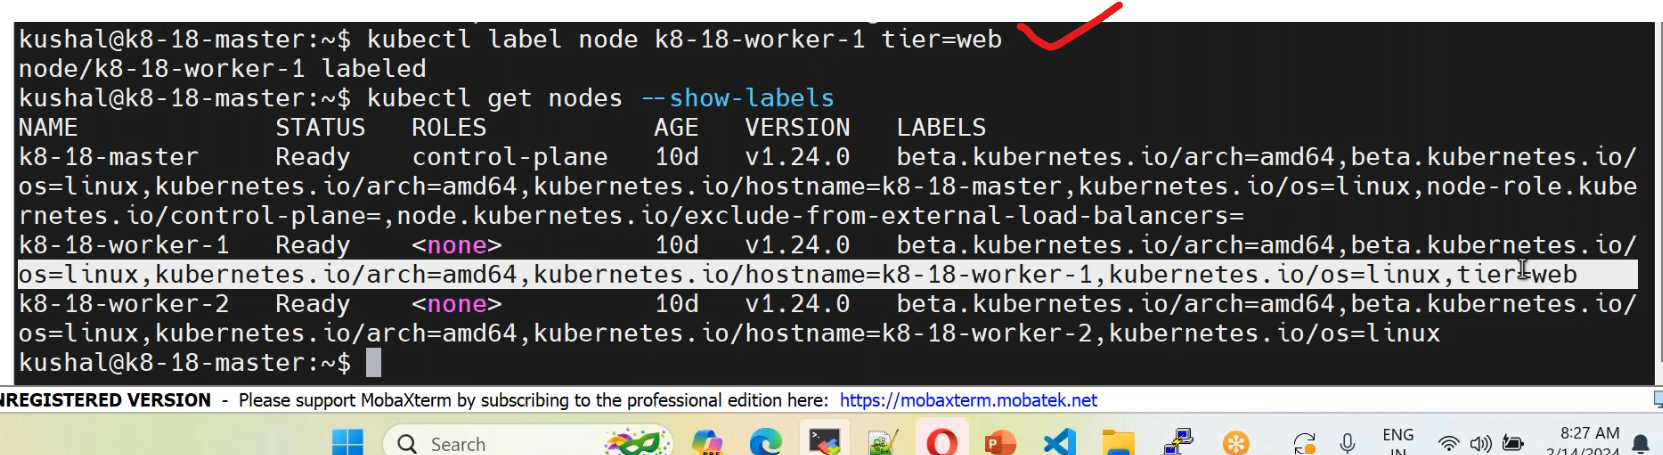 kushal@k8-18-master:~$ kubectl label node k8-18-worker-1 tier=web
node/k8-18-worker-1 labeled
kushal@k8-18-master:~$ kubectl get nodes --show-labels
NAME STATUS ROLES AGE VERSION LABELS
k8-18-master Ready control-plane 10d v1.24.0 beta.kubernetes.io/arch=amd64,beta.kubernetes.io/
os=linux,kubernetes.io/arch=amd64,kubernetes.io/hostname=k8-18-master,kubernetes.io/os=linux,node-role.kube
rnetes.io/control-plane=,node.kubernetes.io/exclude-from-external-load-balancers=
k8-18-worker-1 Ready <none> 10d v1.24.0 beta.kubernetes.io/arch=amd64,beta.kubernetes.io/
os=linux,kubernetes.io/arch=amd64,kubernetes.io/hostname=k8-18-worker-1,kubernetes.io/os=linux,tier=web
k8-18-worker-2 Ready <none> 10d v1.24.0 beta.kubernetes.io/arch=amd64,beta.kubernetes.io/
os=linux,kubernetes.io/arch=amd64,kubernetes.io/hostname=k8-18-worker-2,kubernetes.io/os=linux
kushal@k8-18-master:~$
NREGISTERED VERSION - Please support MobaXterm by subscribing to the professional edition here: https://mobaxterm.mobatek.net
Search
ENG
IN
8:27 AM
2/14/2024